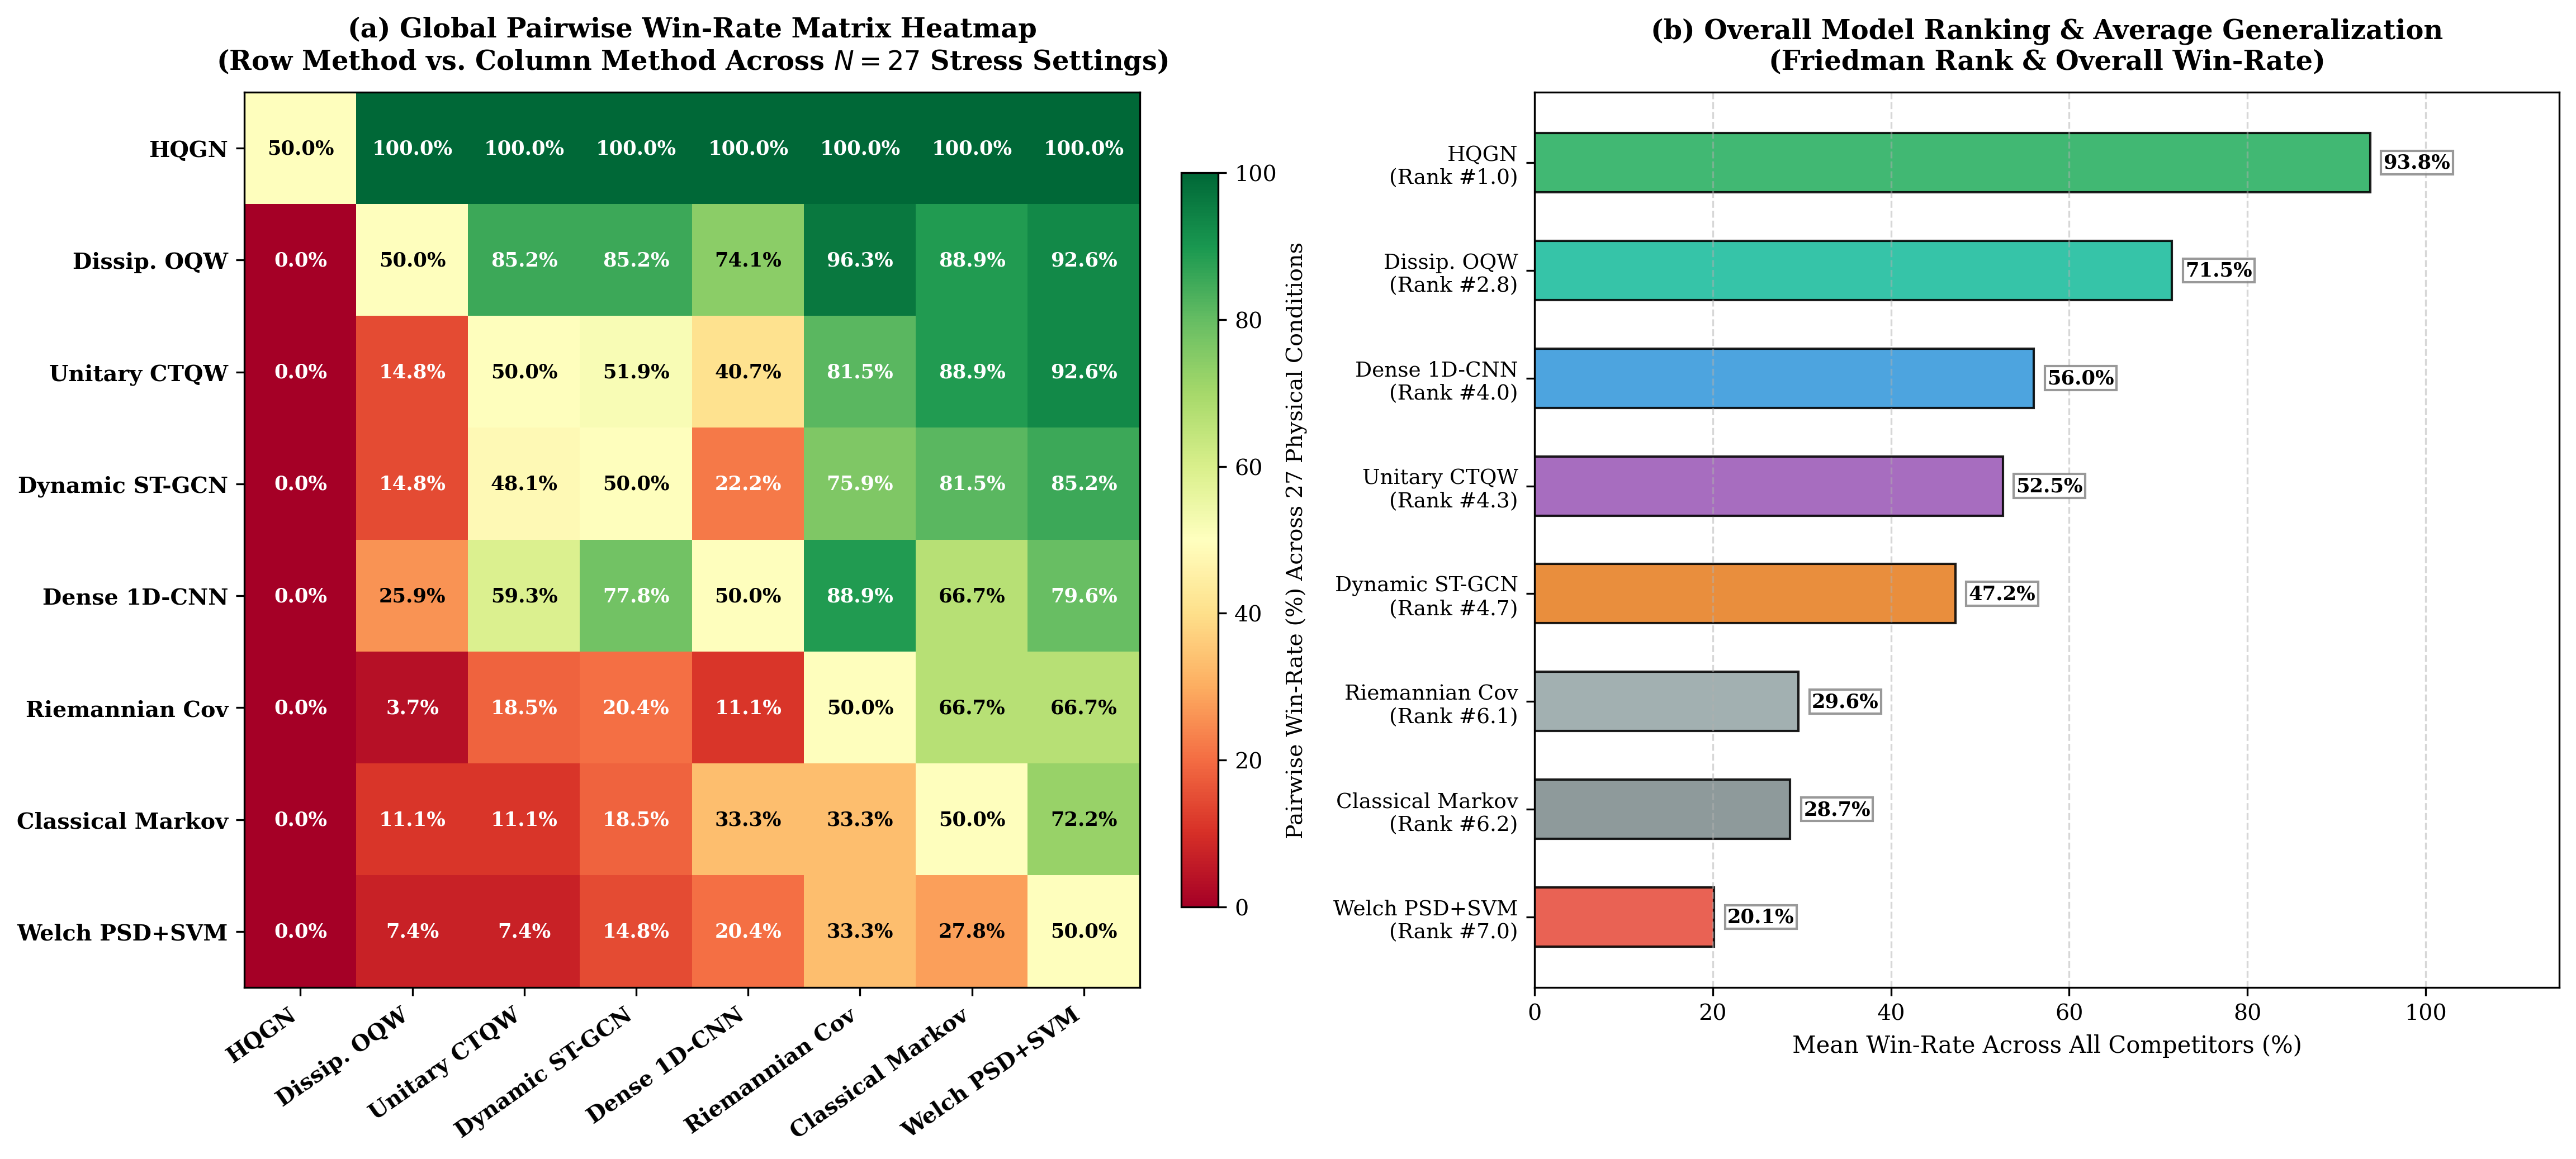 (a) Global Pairwise Win-Rate Matrix Heatmap
(Row Method vs. Column Method Across N = 27 Stress Settings)
HQGN 50.0% 100.0% 100.0% 100.0% 100.0% 100.0% 100.0% 100.0%
Dissip. OQW 0.0% 50.0% 85.2% 85.2% 74.1% 96.3% 88.9% 92.6%
Unitary CTQW 0.0% 14.8% 50.0% 51.9% 40.7% 81.5% 88.9% 92.6%
Dynamic ST-GCN 0.0% 14.8% 48.1% 50.0% 22.2% 75.9% 81.5% 85.2%
Dense 1D-CNN 0.0% 25.9% 59.3% 77.8% 50.0% 88.9% 66.7% 79.6%
Riemannian Cov 0.0% 3.7% 18.5% 20.4% 11.1% 50.0% 66.7% 66.7%
Classical Markov 0.0% 11.1% 11.1% 18.5% 33.3% 33.3% 50.0% 72.2%
Welch PSD+SVM 0.0% 7.4% 7.4% 14.8% 20.4% 33.3% 27.8% 50.0%
HQGN
Dissip. OQW
Unitary CTQW
Dynamic ST-GCN
Dense 1D-CNN
Riemannian Cov
Classical Markov
Welch PSD+SVM
100
80
60
40
20
0
Pairwise Win-Rate (%) Across 27 Physical Conditions
(b) Overall Model Ranking & Average Generalization
(Friedman Rank & Overall Win-Rate)
HQGN
(Rank #1.0)
93.8%
Dissip. OQW
(Rank #2.8)
71.5%
Dense 1D-CNN
(Rank #4.0)
56.0%
Unitary CTQW
(Rank #4.3)
52.5%
Dynamic ST-GCN
(Rank #4.7)
47.2%
Riemannian Cov
(Rank #6.1)
29.6%
Classical Markov
(Rank #6.2)
28.7%
Welch PSD+SVM
(Rank #7.0)
20.1%
0 20 40 60 80 100
Mean Win-Rate Across All Competitors (%)